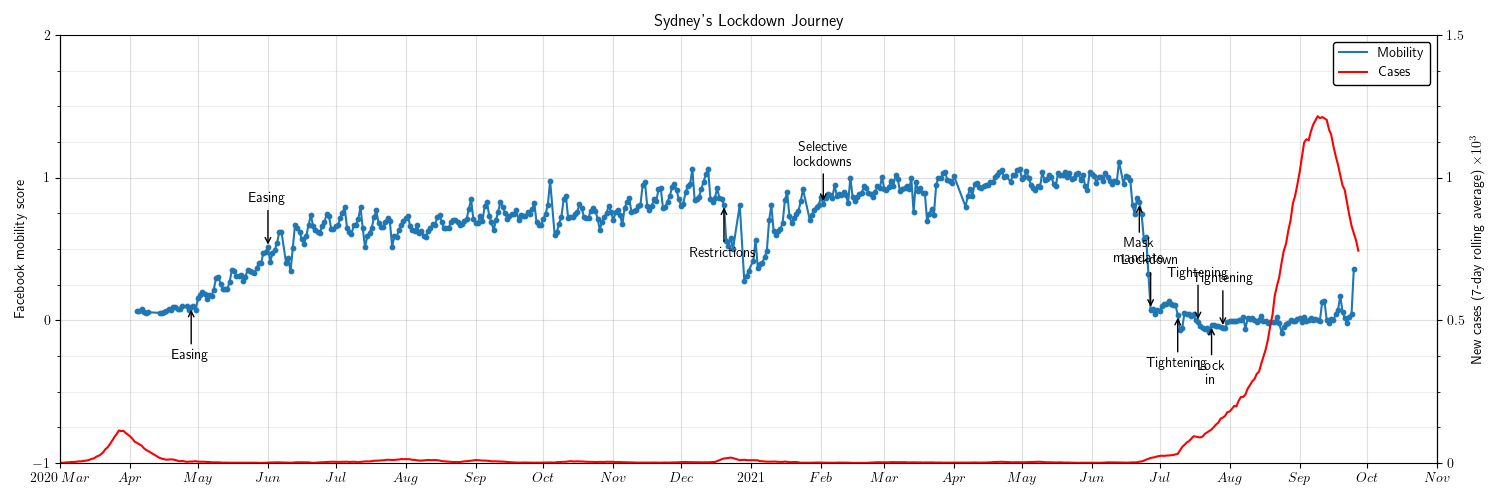 Sydney's Lockdown Journey
Mobility
Cases
Facebook mobility score
New cases (7-day rolling average) ×10³
2
1
0
−1
1.5
1
0.5
0
Selective
lockdowns
Easing
Restrictions
Mask
mandate
Lockdown
Tightening
Tightening
Easing
Tightening
Lock
in
2020 Mar Apr May Jun Jul Aug Sep Oct Nov Dec 2021 Feb Mar Apr May Jun Jul Aug Sep Oct Nov